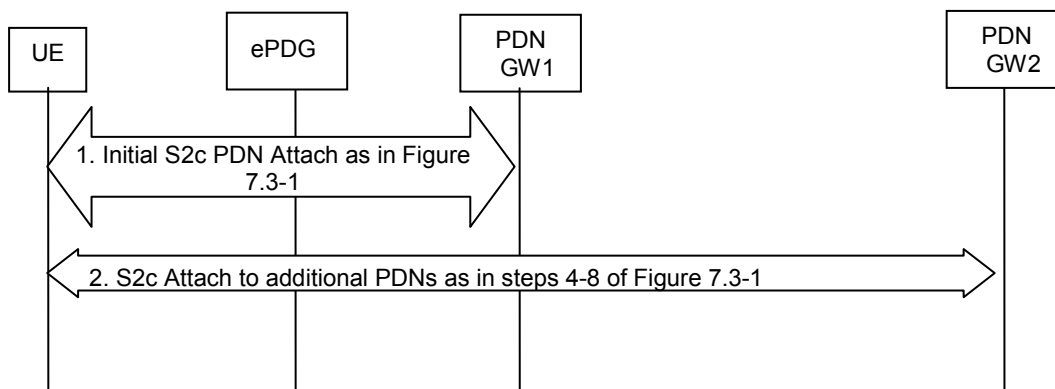 UE
ePDG
PDN
GW1
PDN
GW2
1. Initial S2c PDN Attach as in Figure
7.3-1
2. S2c Attach to additional PDNs as in steps 4-8 of Figure 7.3-1